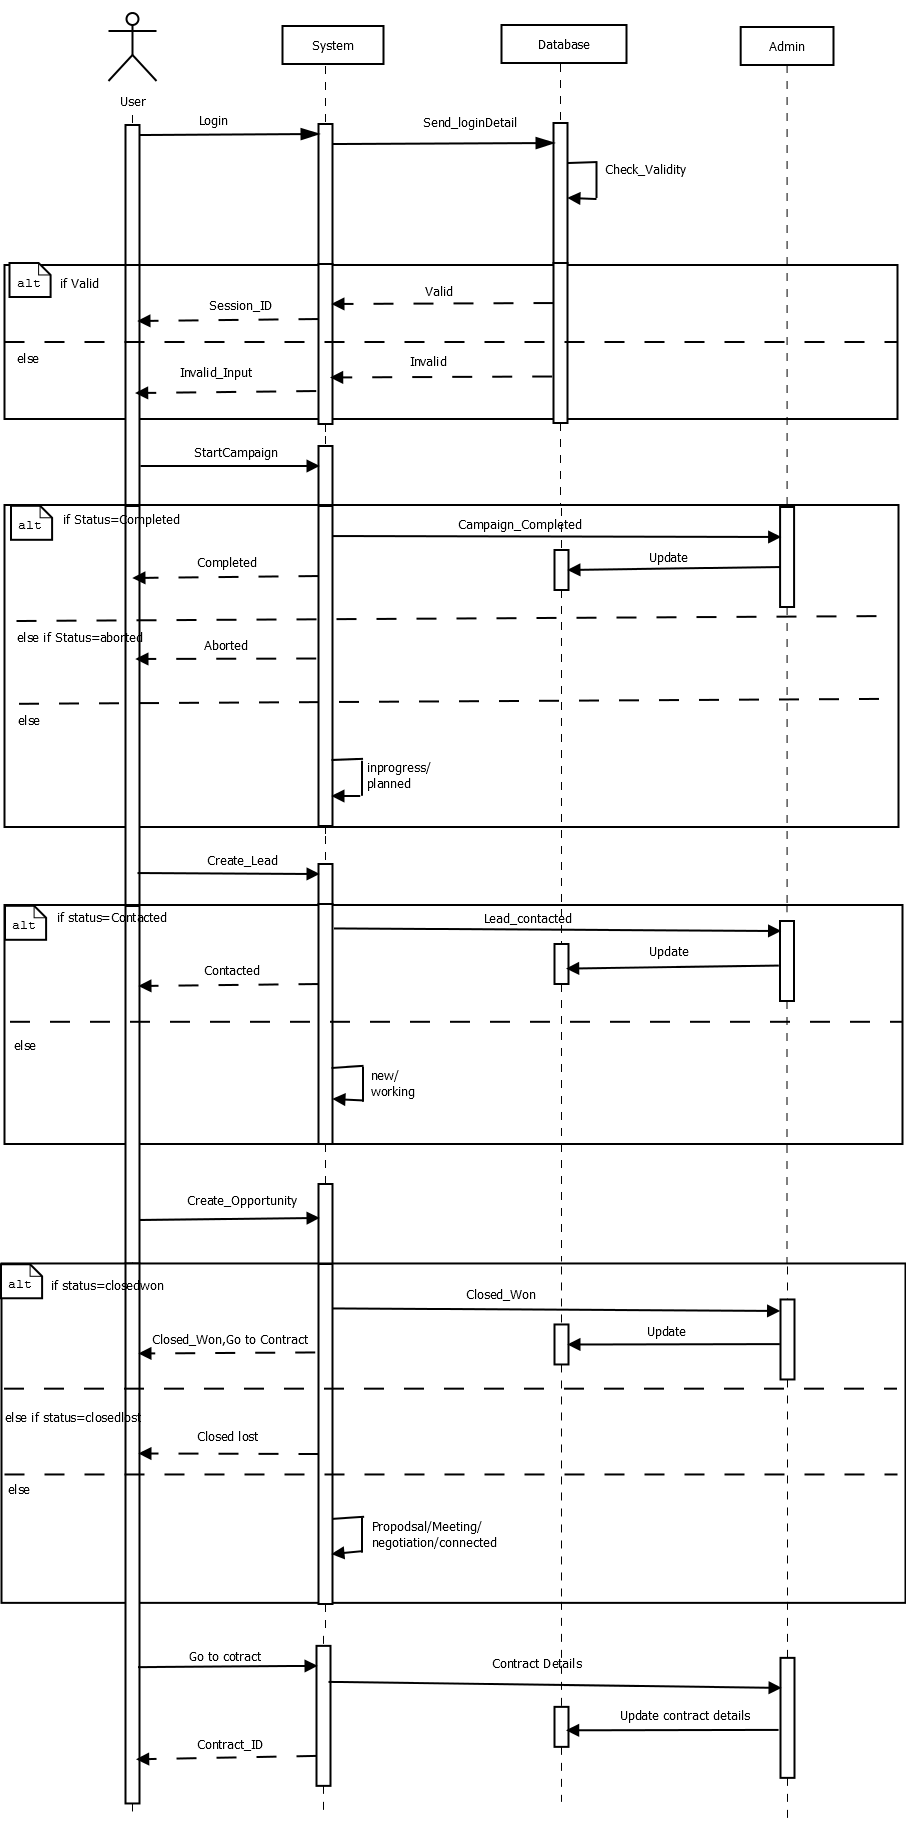 System
Database
Admin
User
Login
Send_loginDetail
Check_Validity
alt
if Valid
Valid
Session_ID
else
Invalid
Invalid_Input
StartCampaign
alt
if Status=Completed
Campaign_Completed
Completed
Update
else if Status=aborted
Aborted
else
inprogress/
planned
Create_Lead
alt
if status=Contacted
Lead_contacted
Update
Contacted
else
new/
working
Create_Opportunity
alt
if status=closedwon
Closed_Won
Update
Closed_Won,Go to Contract
else if status=closedlost
Closed lost
else
Propodsal/Meeting/
negotiation/connected
Go to cotract
Contract Details
Update contract details
Contract_ID